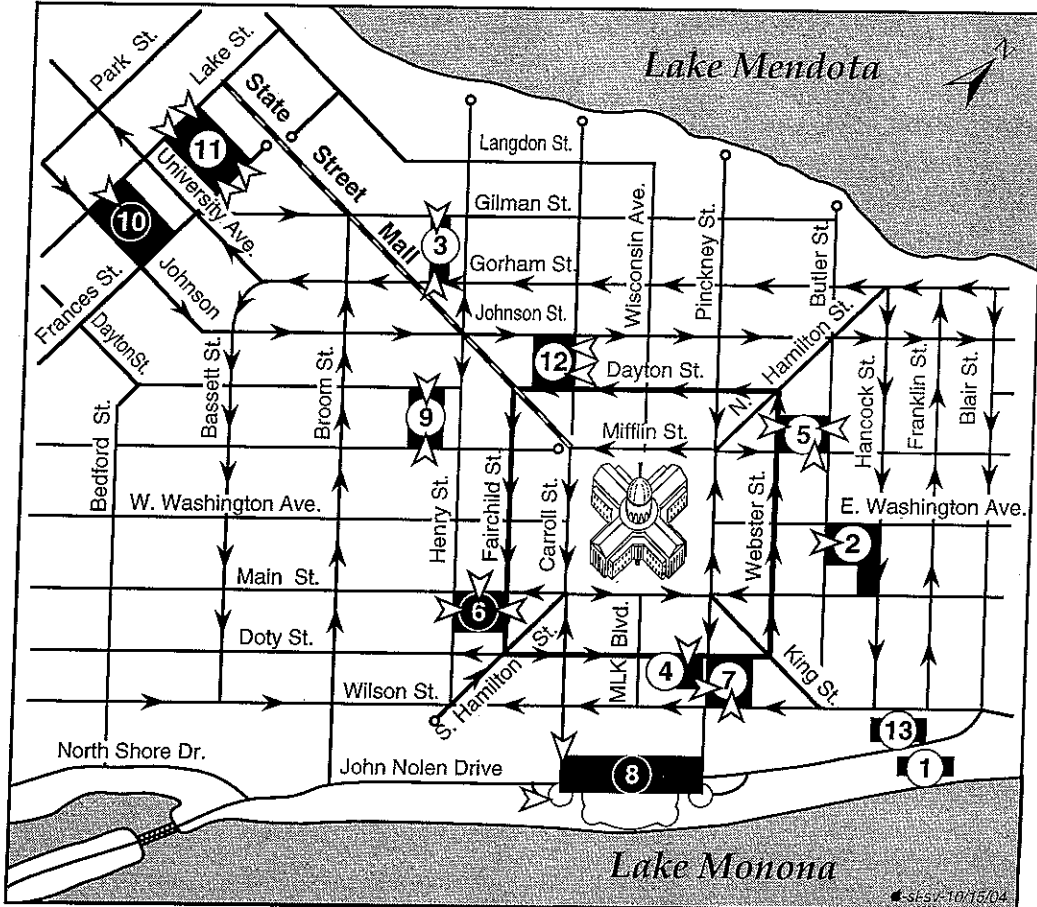 Lake Mendota
N
Park St.
Lake St.
State Street Mall
11
University Ave.
10
Langdon St.
Gilman St.
3
Gorham St.
Wisconsin Ave.
Pinckney St.
Butler St.
Frances St.
Johnson
Dayton St.
Johnson St.
12
Dayton St.
N. Hamilton St.
Hancock St.
Franklin St.
Blair St.
Bedford St.
Bassett St.
Broom St.
9
Mifflin St.
5
Henry St.
Fairchild St.
Carroll St.
Webster St.
W. Washington Ave.
E. Washington Ave.
2
Main St.
6
Doty St.
S. Hamilton St.
MLK Blvd.
4
7
King St.
Wilson St.
13
North Shore Dr.
John Nolen Drive
8
1
Lake Monona